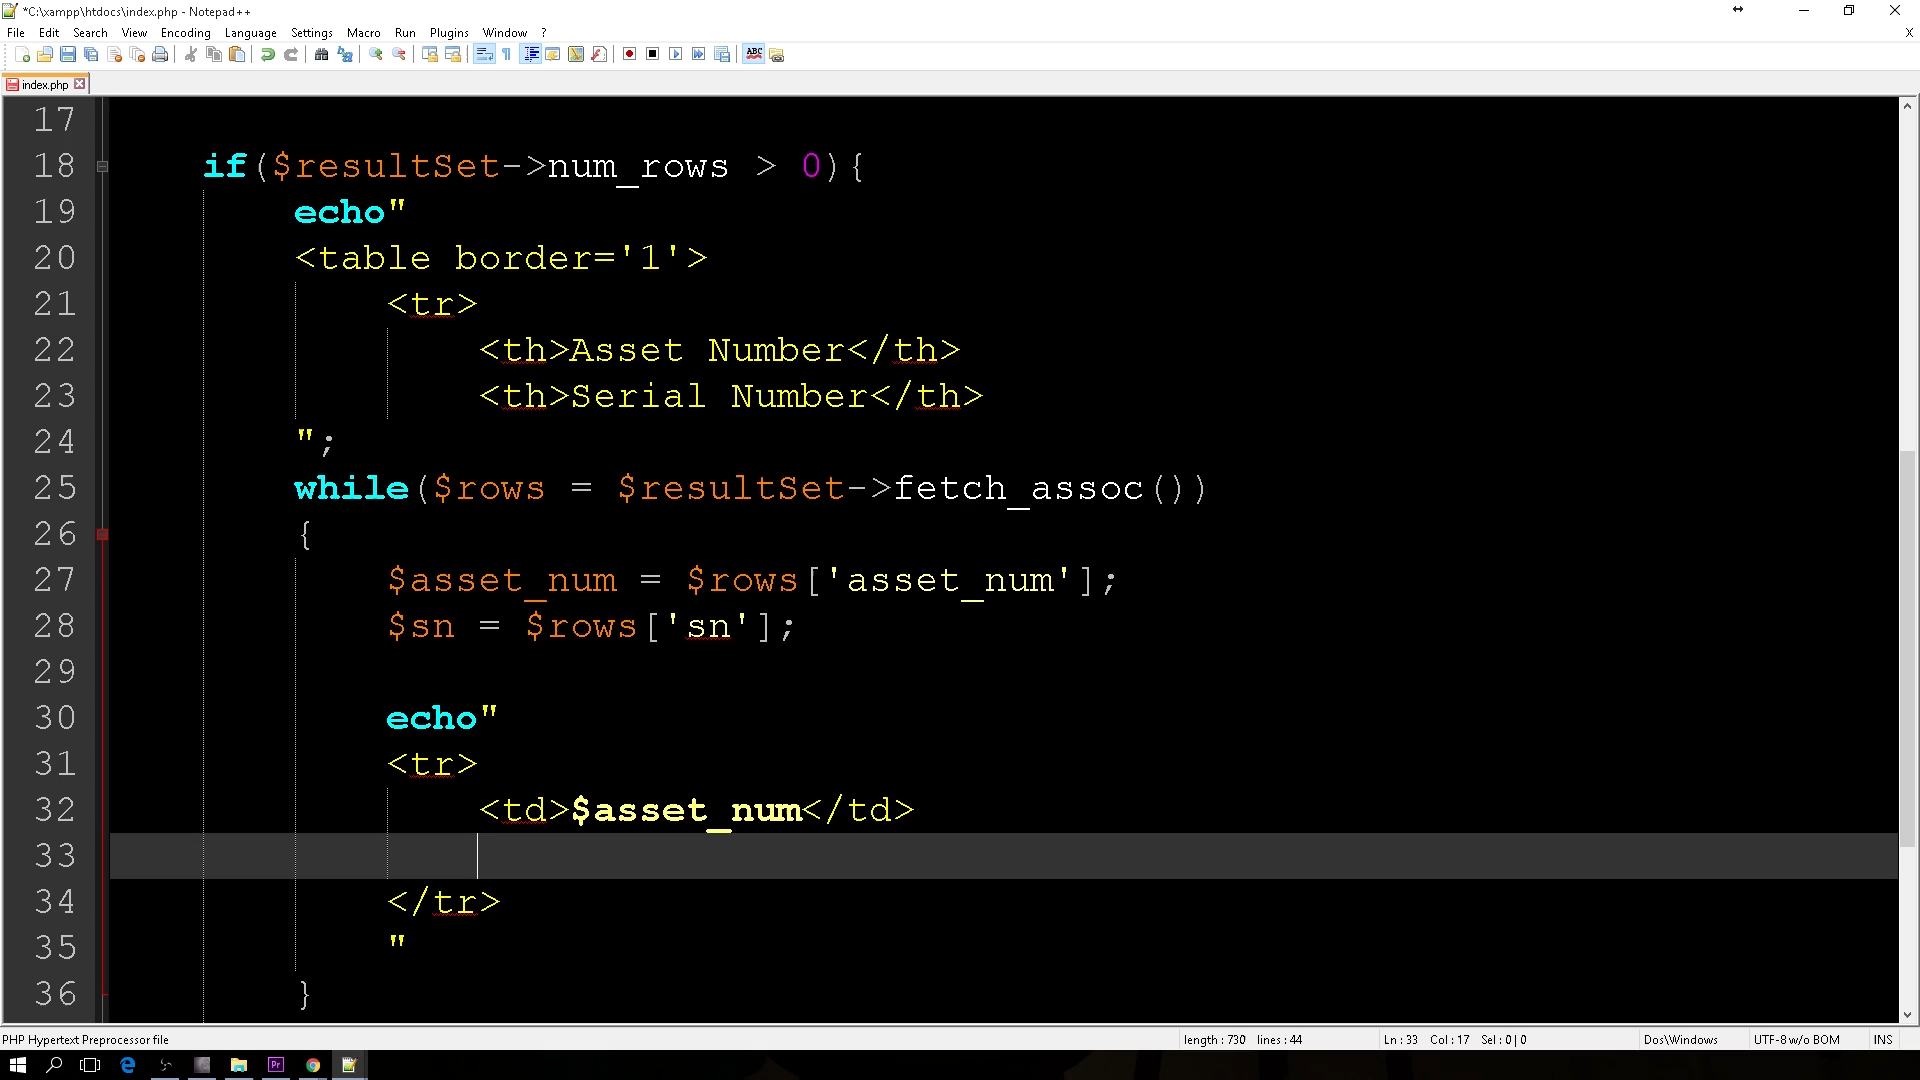 *C:\xampp\htdocs\index.php - Notepad++
File Edit Search View Encoding Language Settings Macro Run Plugins Window ? X
index.php
17
18 if($resultSet->num_rows > 0){
19 echo"
20 <table border='1'>
21 <tr>
22 <th>Asset Number</th>
23 <th>Serial Number</th>
24 ";
25 while($rows = $resultSet->fetch_assoc())
26 {
27 $asset_num = $rows['asset_num'];
28 $sn = $rows['sn'];
29
30 echo"
31 <tr>
32 <td>$asset_num</td>
33
34 </tr>
35 "
36 }
PHP Hypertext Preprocessor file length : 730 lines : 44 Ln : 33 Col : 17 Sel : 0 | 0 Dos\Windows UTF-8 w/o BOM INS